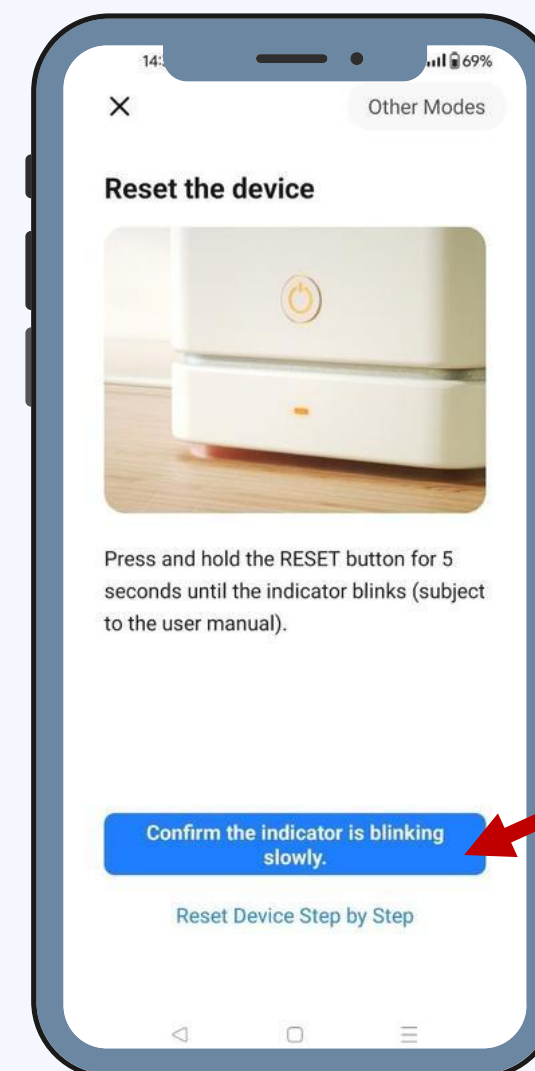 69%
Other Modes
Reset the device
Press and hold the RESET button for 5
seconds until the indicator blinks (subject
to the user manual).
Confirm the indicator is blinking
slowly.
Reset Device Step by Step